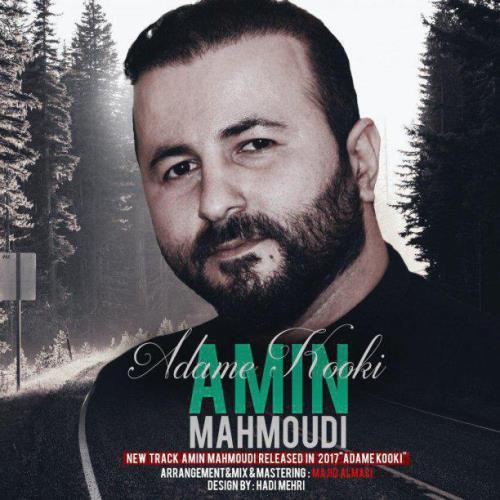 Adame Kooki
AMIN
MAHMOUDI
NEW TRACK AMIN MAHMOUDI RELEASED IN 2017 "ADAME KOOKI"
ARRANGEMENT&MIX & MASTERING : MAJID ALMASI
DESIGN BY : HADI MEHRI